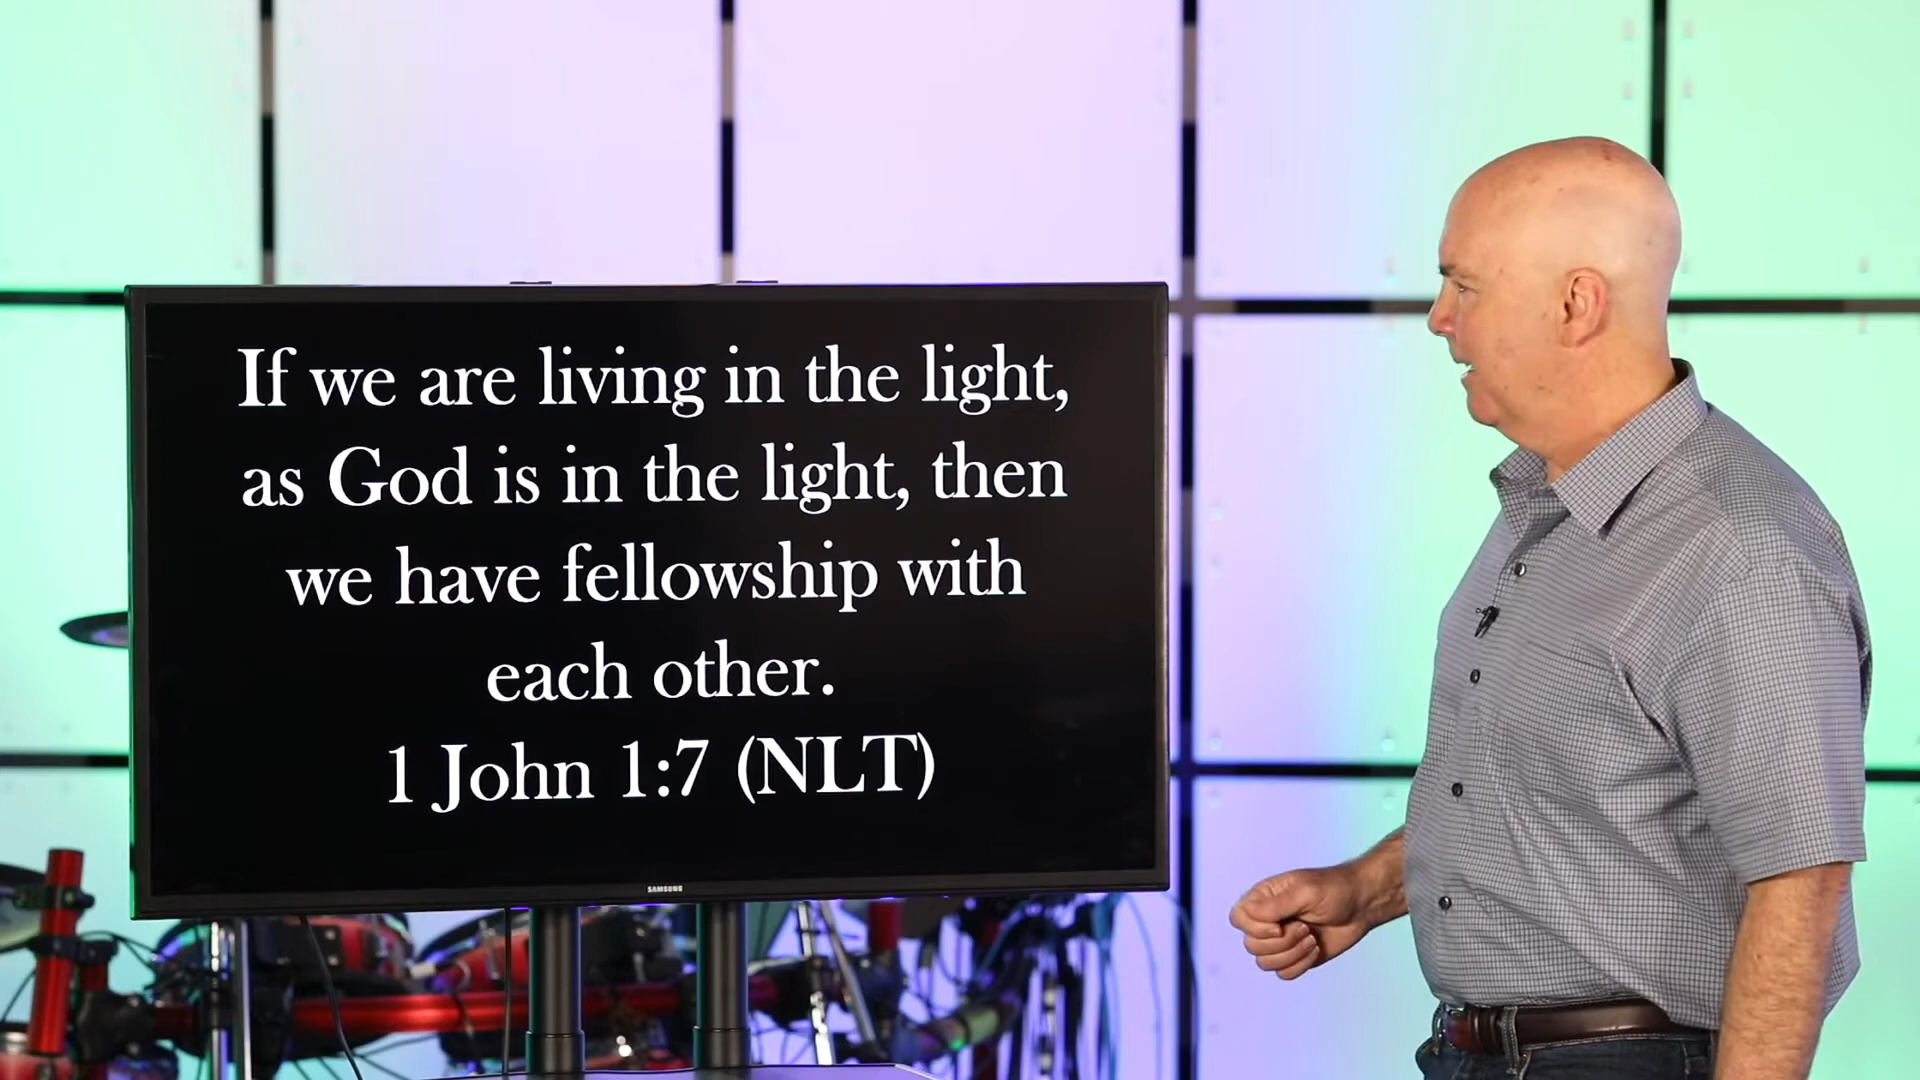 If we are living in the light,
as God is in the light, then
we have fellowship with
each other.
1 John 1:7 (NLT)
SAMSUNG